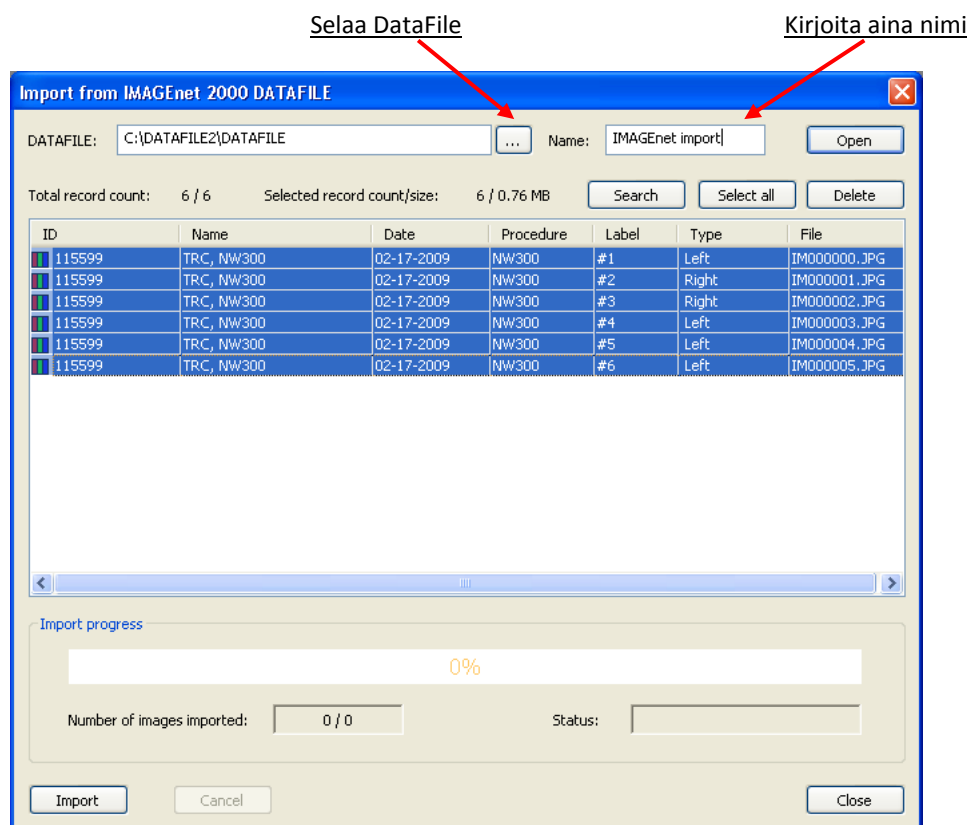 Selaa DataFile Kirjoita aina nimi
Import from IMAGEnet 2000 DATAFILE
DATAFILE: C:\DATAFILE2\DATAFILE ... Name: IMAGEnet import Open
Total record count: 6 / 6 Selected record count/size: 6 / 0.76 MB Search Select all Delete
ID Name Date Procedure Label Type File
115599 TRC, NW300 02-17-2009 NW300 #1 Left IM000000.JPG
115599 TRC, NW300 02-17-2009 NW300 #2 Right IM000001.JPG
115599 TRC, NW300 02-17-2009 NW300 #3 Right IM000002.JPG
115599 TRC, NW300 02-17-2009 NW300 #4 Left IM000003.JPG
115599 TRC, NW300 02-17-2009 NW300 #5 Left IM000004.JPG
115599 TRC, NW300 02-17-2009 NW300 #6 Left IM000005.JPG
Import progress
0%
Number of images imported: 0 / 0 Status:
Import Cancel Close